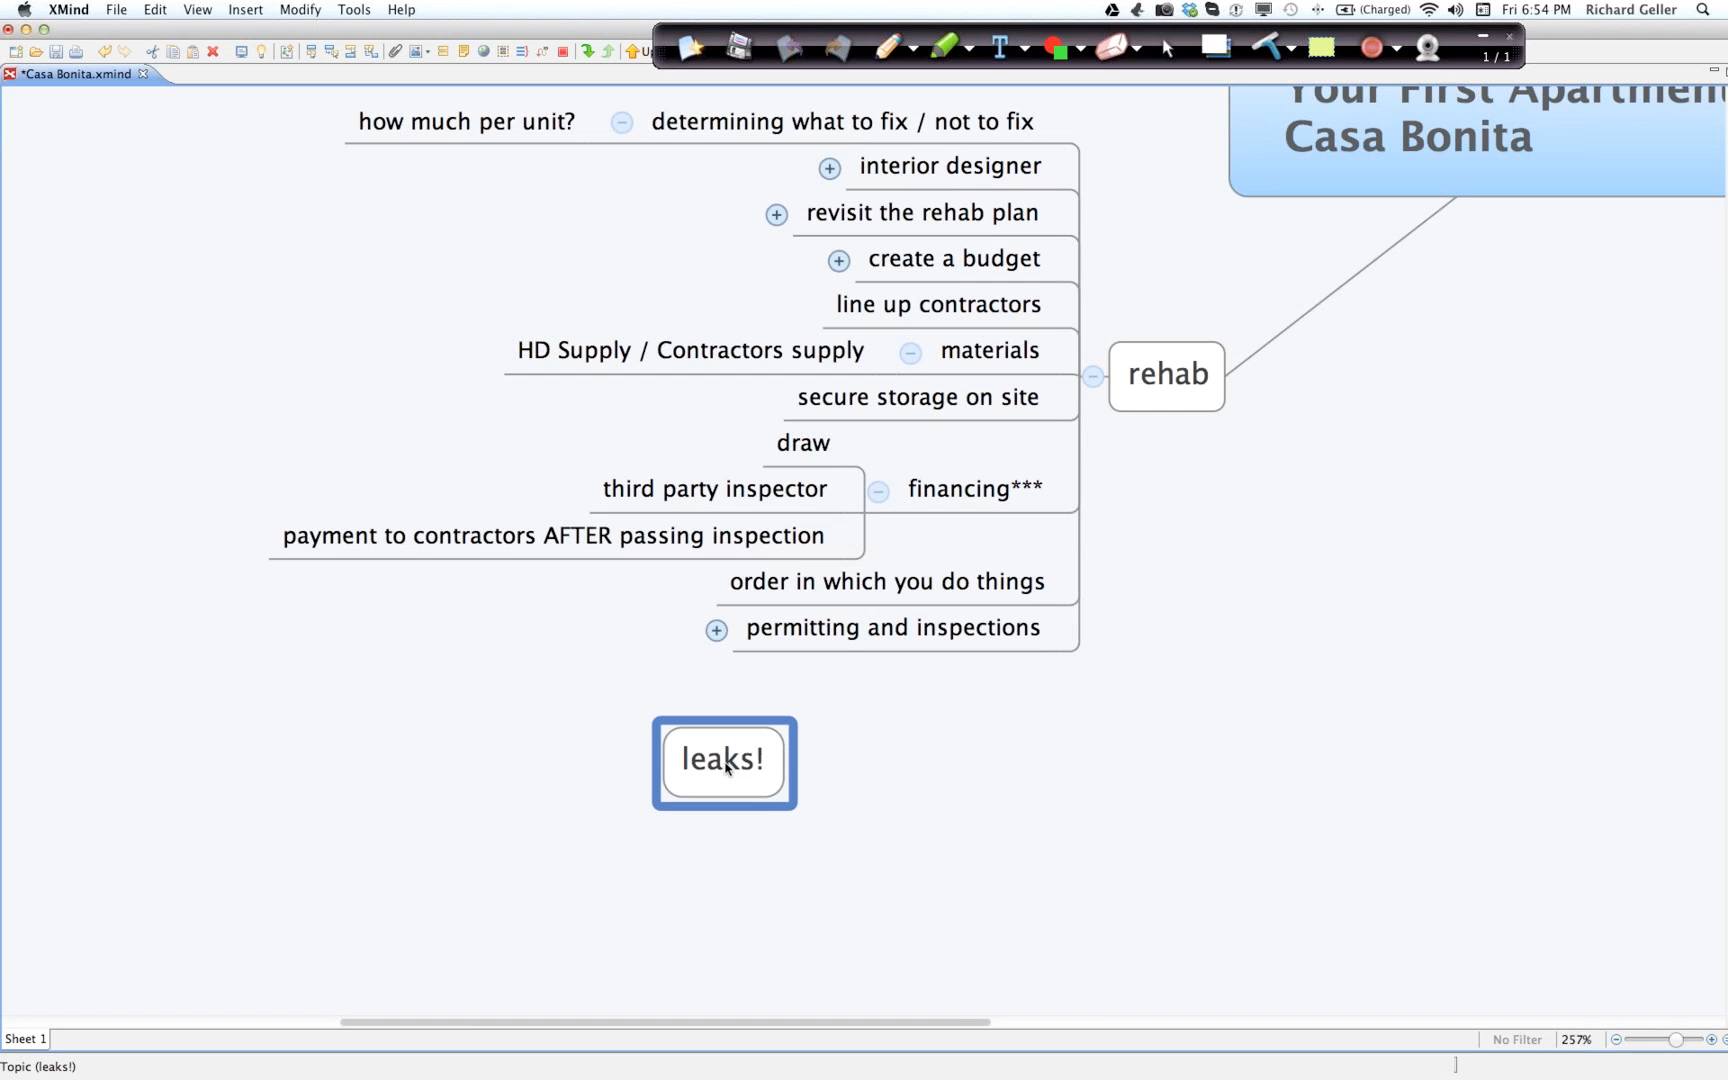 XMind File Edit View Insert Modify Tools Help
(Charged) Fri 6:54 PM Richard Geller
1 / 1
*Casa Bonita.xmind
Casa Bonita
how much per unit? determining what to fix / not to fix
interior designer
revisit the rehab plan
create a budget
line up contractors
HD Supply / Contractors supply materials
rehab
secure storage on site
draw
third party inspector financing***
payment to contractors AFTER passing inspection
order in which you do things
permitting and inspections
leaks!
Sheet 1
No Filter 257%
Topic (leaks!)